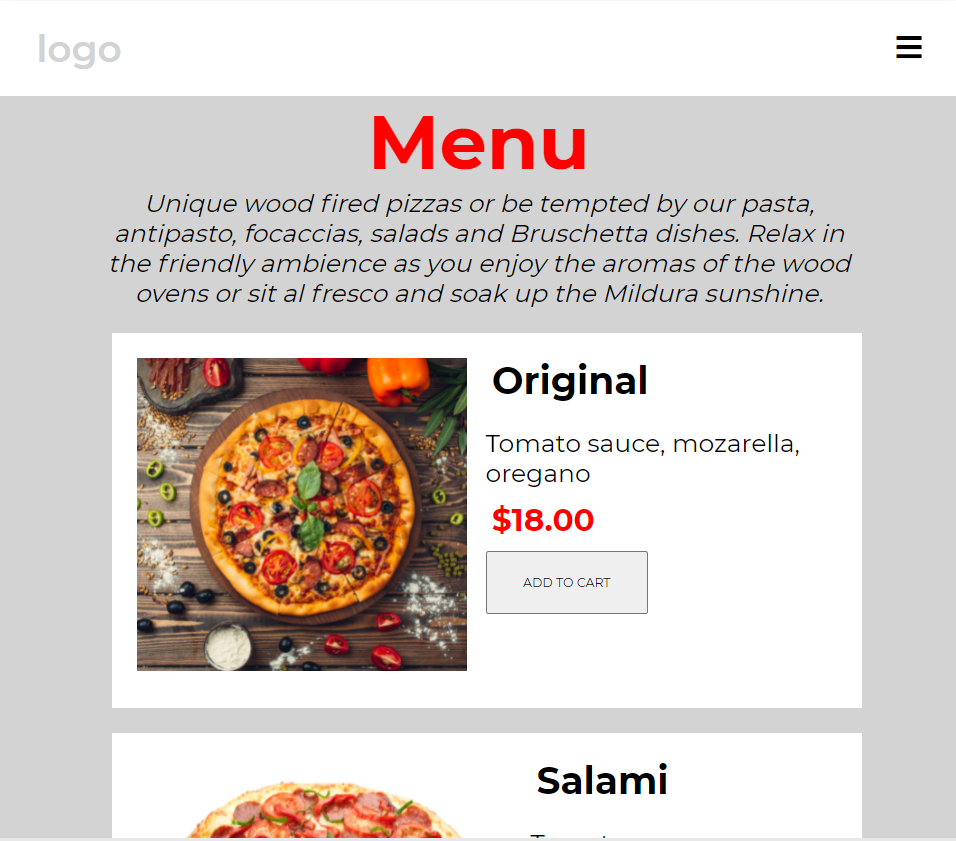 logo
Menu
Unique wood fired pizzas or be tempted by our pasta,
antipasto, focaccias, salads and Bruschetta dishes. Relax in
the friendly ambience as you enjoy the aromas of the wood
ovens or sit al fresco and soak up the Mildura sunshine.
Original
Tomato sauce, mozarella,
oregano
$18.00
ADD TO CART
Salami